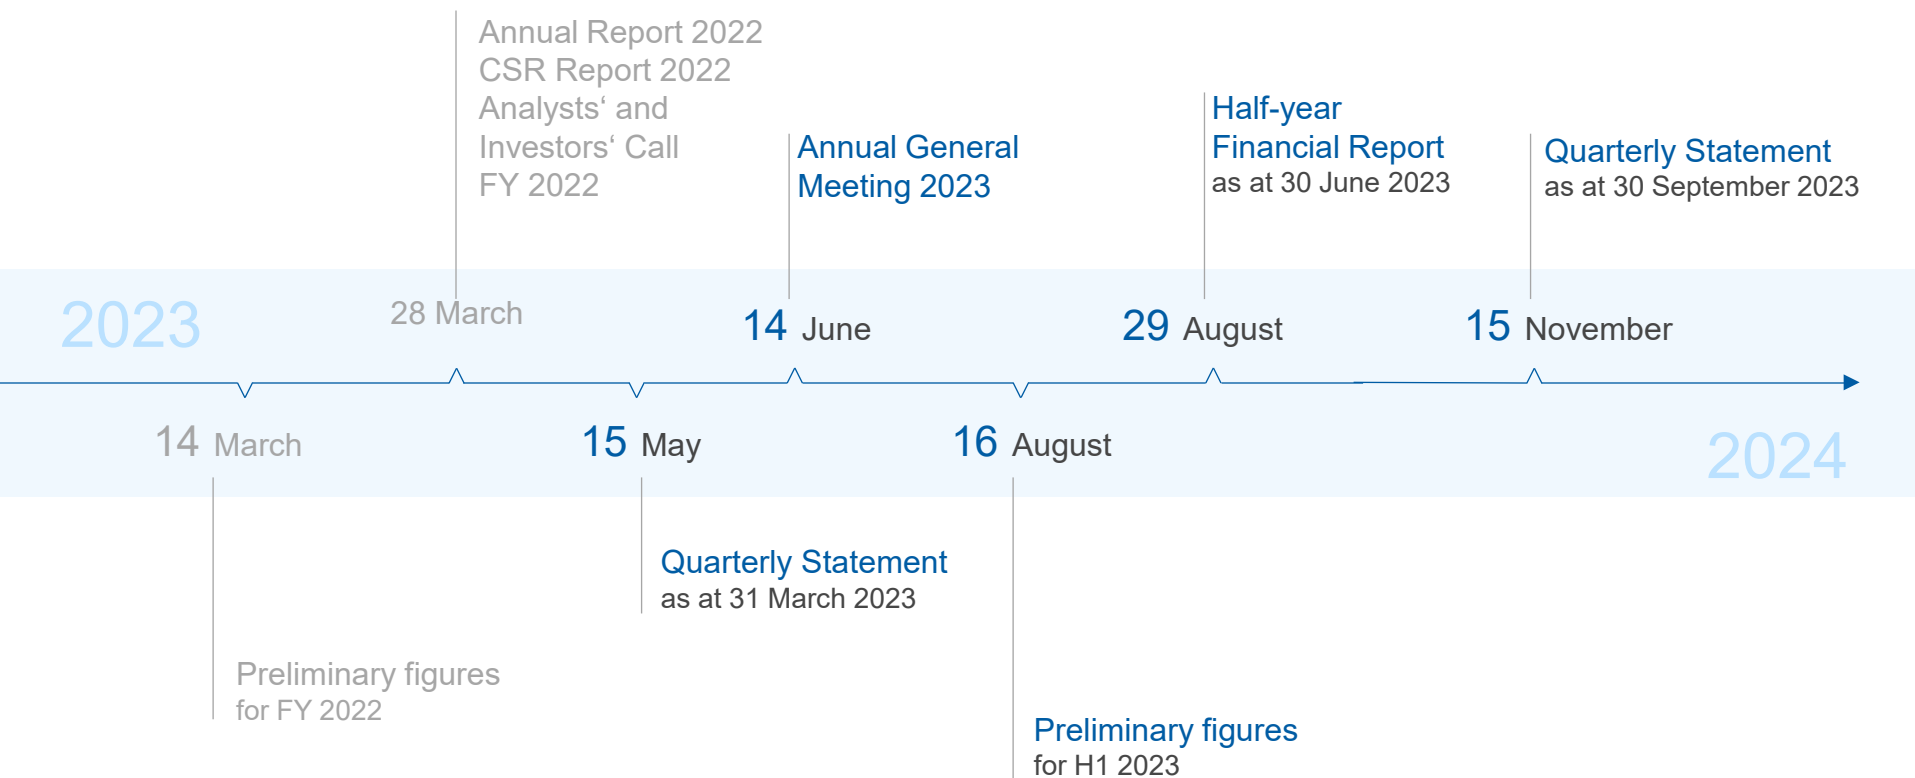 Annual Report 2022
CSR Report 2022
Analysts‘ and
Investors‘ Call
FY 2022
Annual General
Meeting 2023
Half-year
Financial Report
as at 30 June 2023
Quarterly Statement
as at 30 September 2023
2023
28 March
14 June
29 August
15 November
14 March
15 May
16 August
2024
Quarterly Statement
as at 31 March 2023
Preliminary figures
for FY 2022
Preliminary figures
for H1 2023